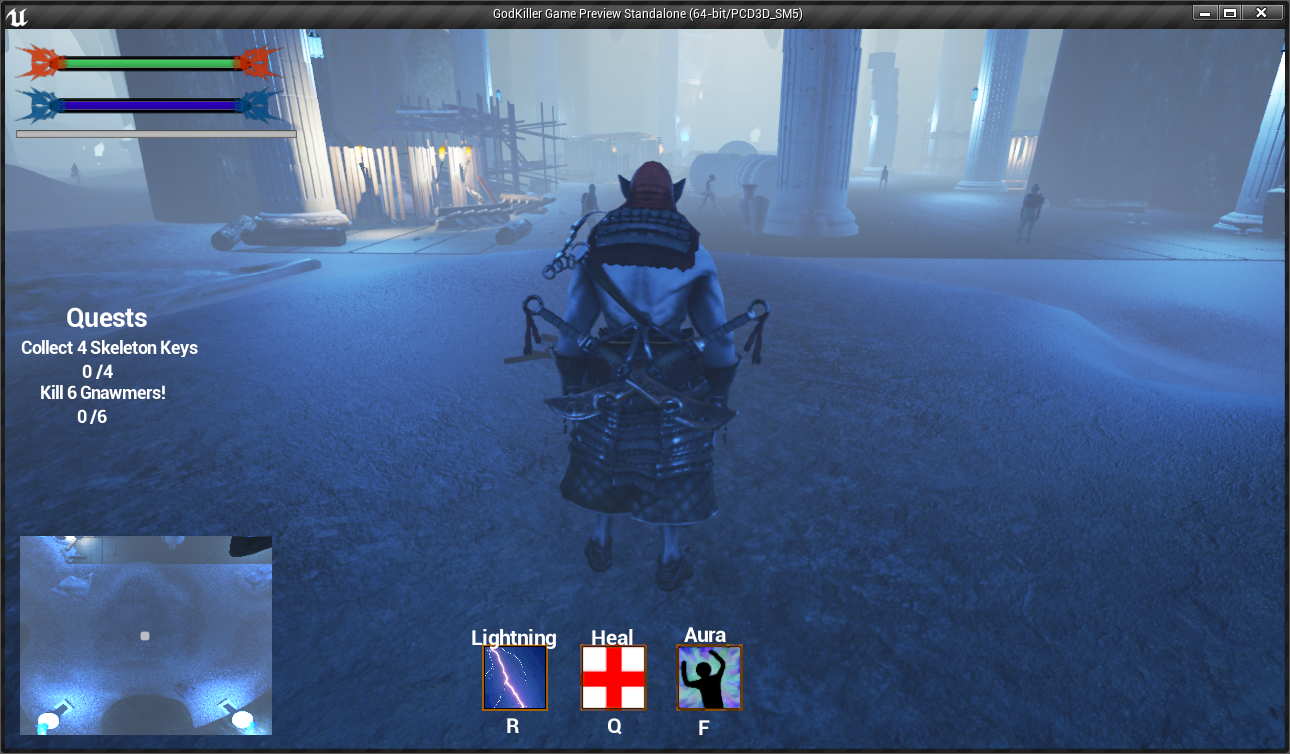 GodKiller Game Preview Standalone (64-bit/PCD3D_SM5)
Quests
Collect 4 Skeleton Keys
0 /4
Kill 6 Gnawmers!
0 /6
Lightning Heal Aura
R Q F